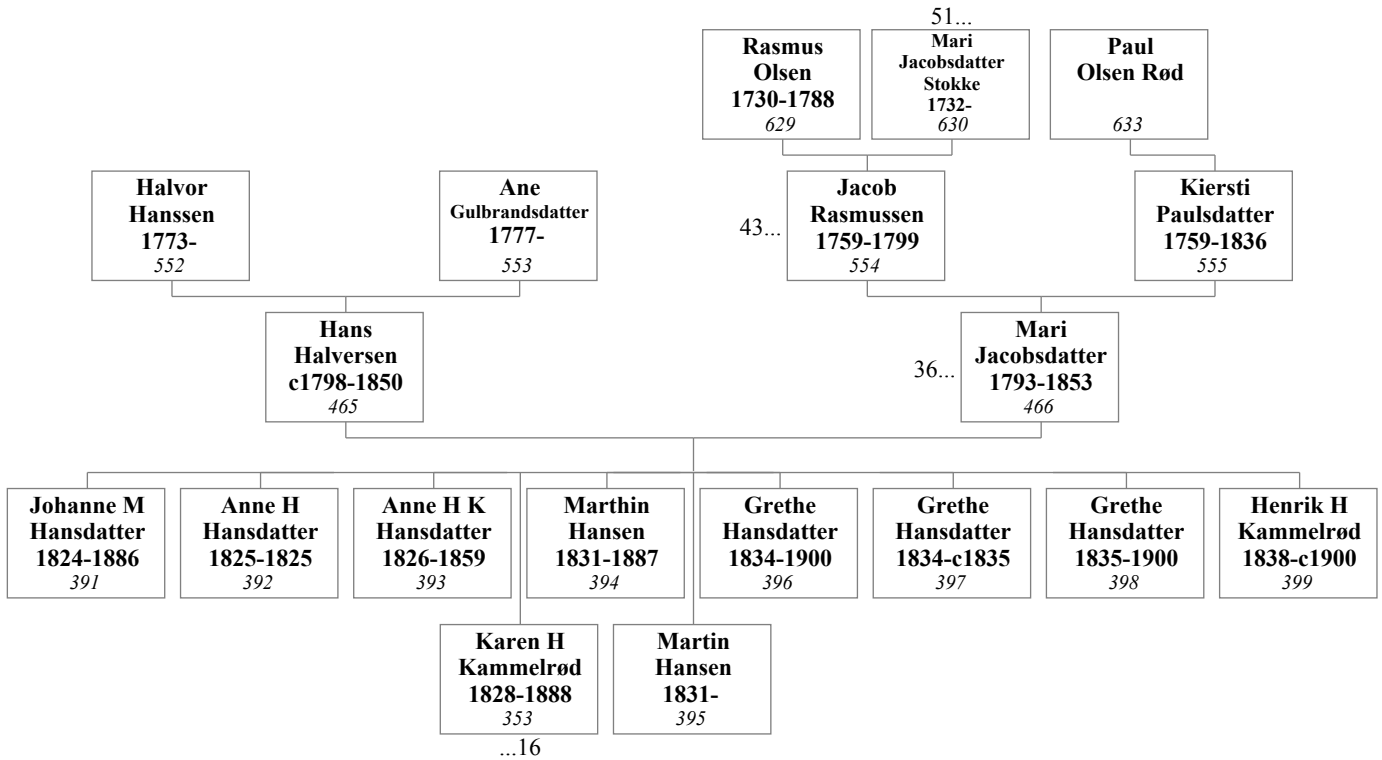 51...
Rasmus
Olsen
1730-1788
629
Mari
Jacobsdatter
Stokke
1732-
630
Paul
Olsen Rød
633
Halvor
Hanssen
1773-
552
Ane
Gulbrandsdatter
1777-
553
43...
Jacob
Rasmussen
1759-1799
554
Kiersti
Paulsdatter
1759-1836
555
Hans
Halversen
c1798-1850
465
36...
Mari
Jacobsdatter
1793-1853
466
Johanne M
Hansdatter
1824-1886
391
Anne H
Hansdatter
1825-1825
392
Anne H K
Hansdatter
1826-1859
393
Marthin
Hansen
1831-1887
394
Grethe
Hansdatter
1834-1900
396
Grethe
Hansdatter
1834-c1835
397
Grethe
Hansdatter
1835-1900
398
Henrik H
Kammelrød
1838-c1900
399
Karen H
Kammelrød
1828-1888
353
...16
Martin
Hansen
1831-
395